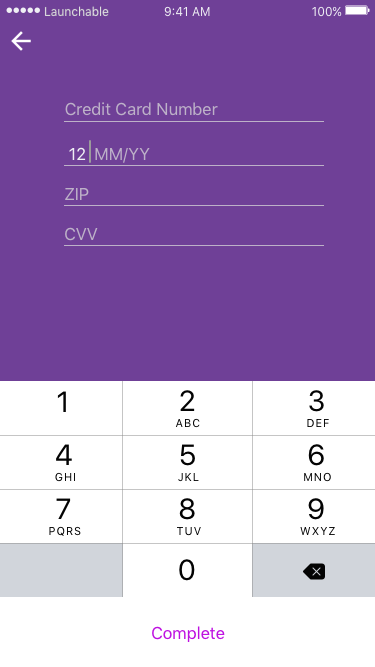 Launchable 9:41 AM 100%
Credit Card Number
12 MM/YY
ZIP
CVV
1 2 3
ABC DEF
4 5 6
GHI JKL MNO
7 8 9
PQRS TUV WXYZ
0
Complete